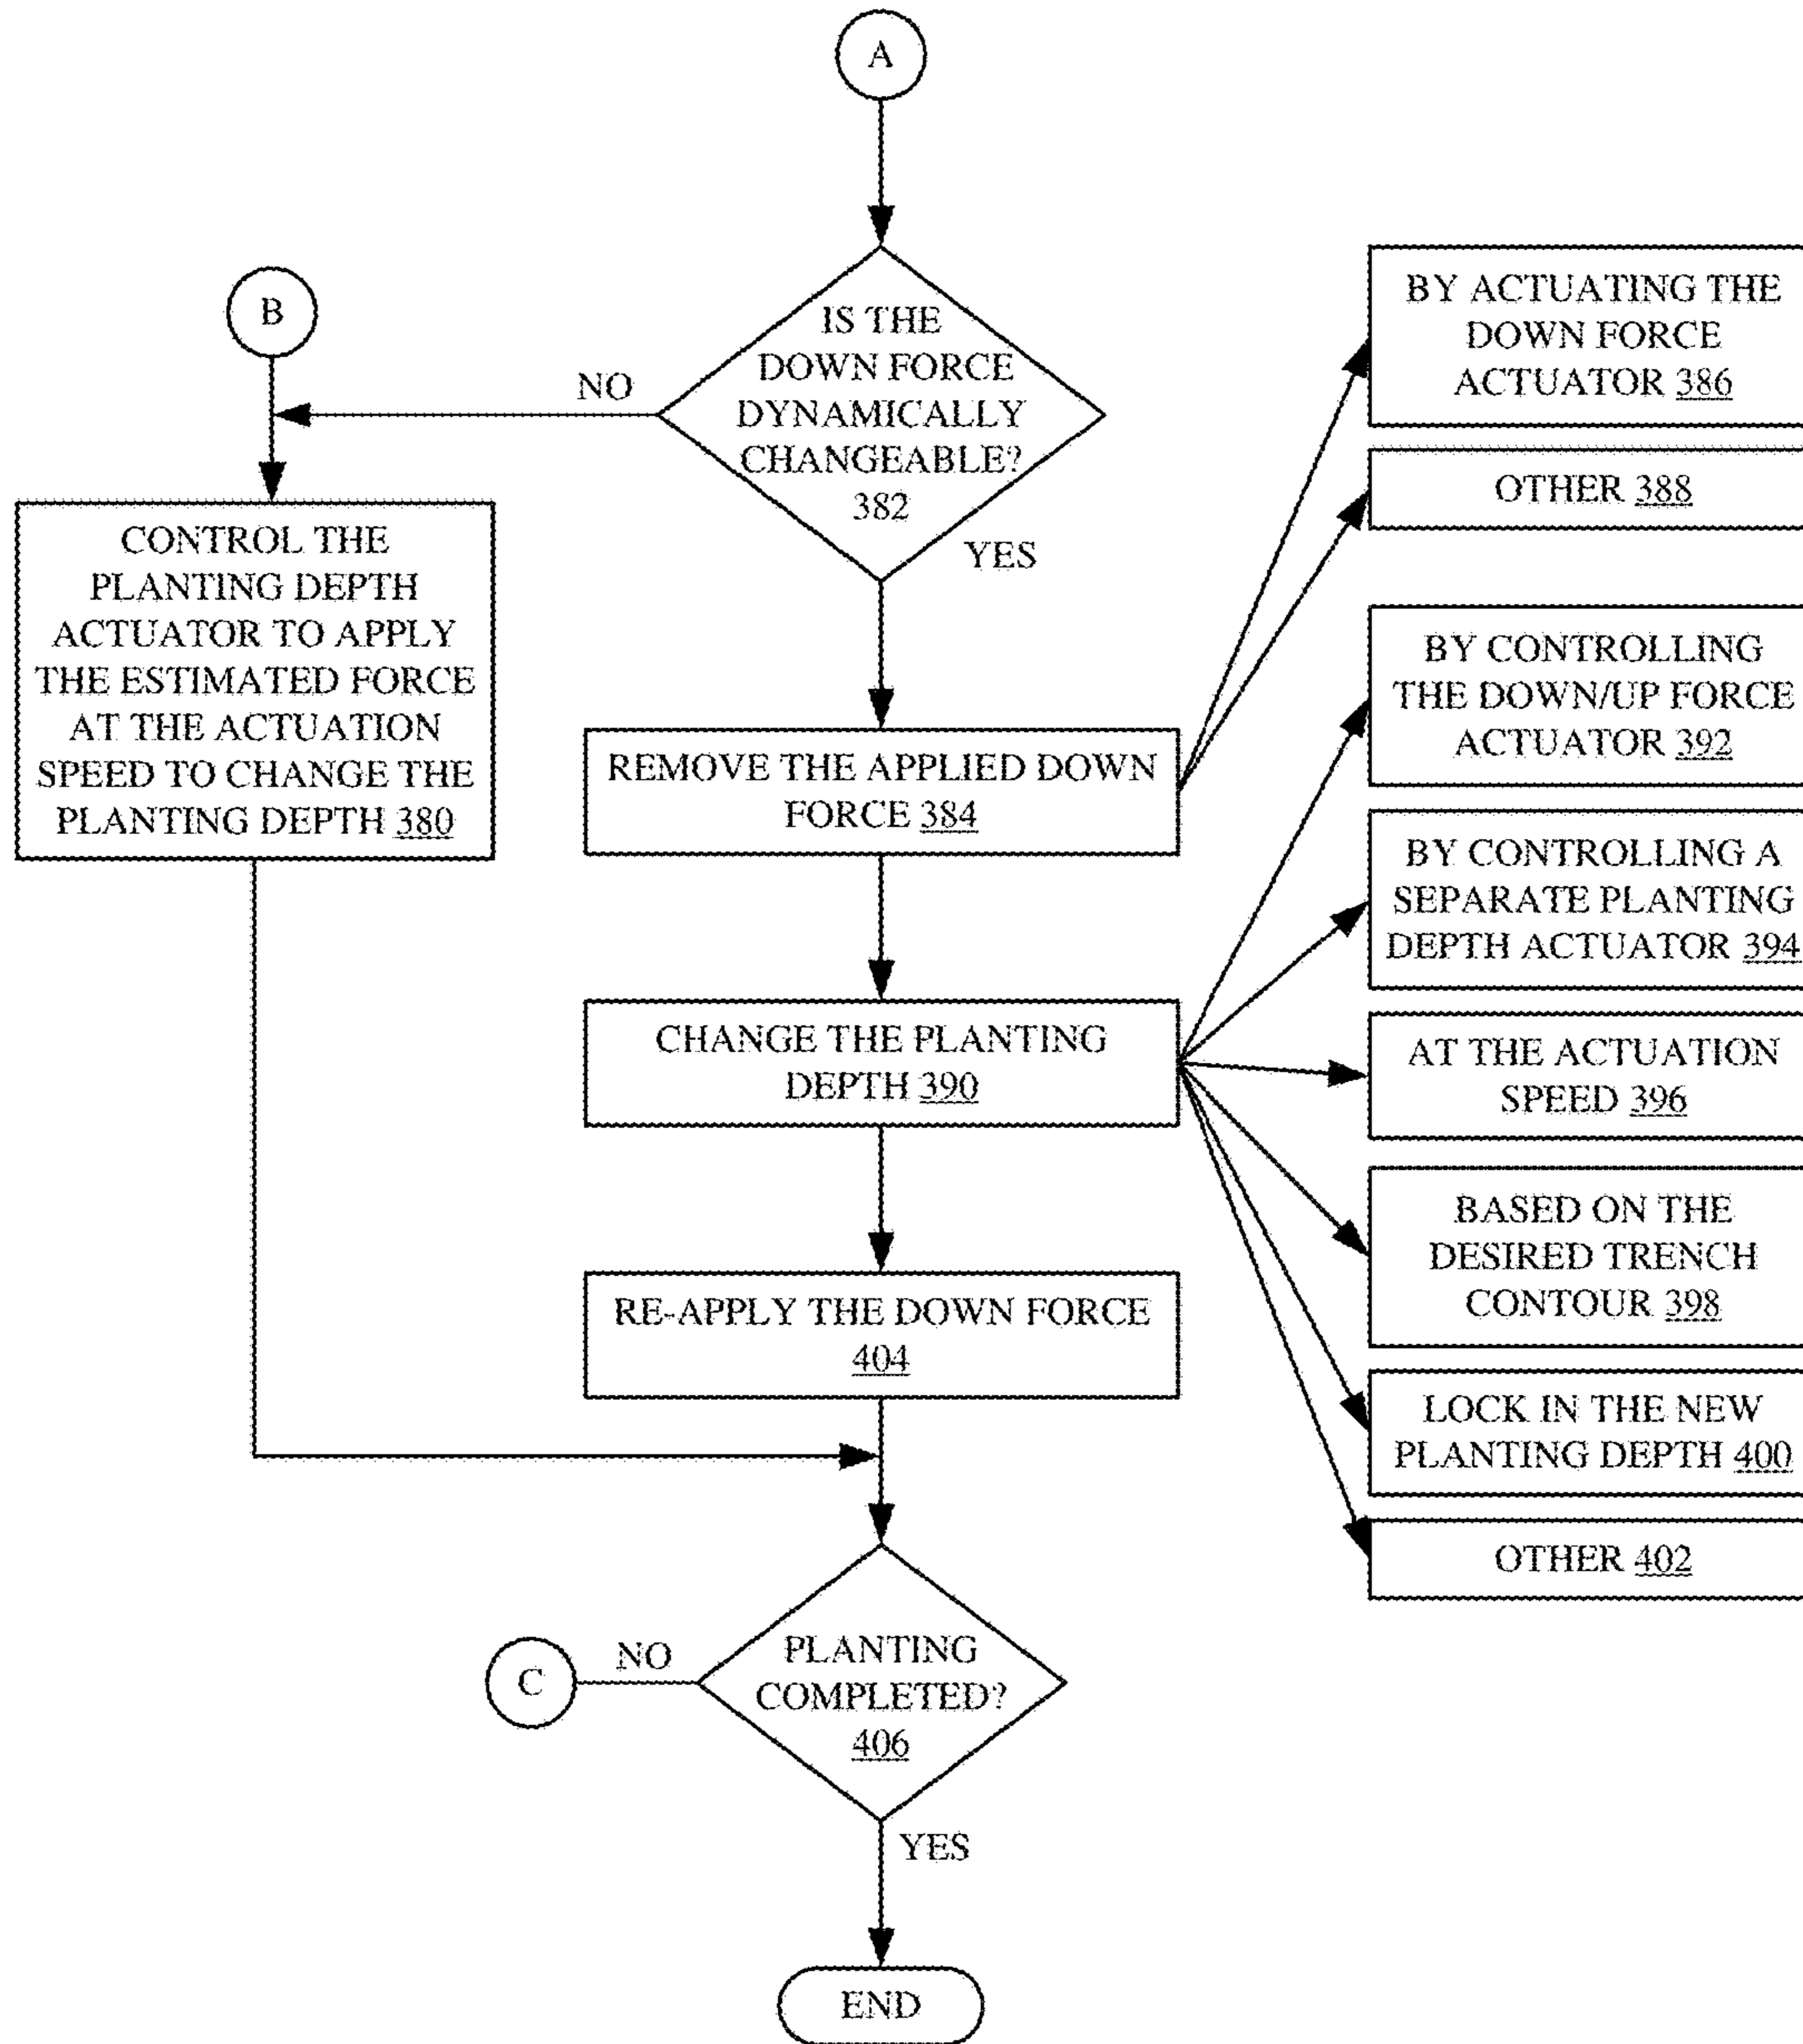 A
B
IS THE
DOWN FORCE
DYNAMICALLY
CHANGEABLE?
382
NO
YES
CONTROL THE
PLANTING DEPTH
ACTUATOR TO APPLY
THE ESTIMATED FORCE
AT THE ACTUATION
SPEED TO CHANGE THE
PLANTING DEPTH 380
REMOVE THE APPLIED DOWN
FORCE 384
BY ACTUATING THE
DOWN FORCE
ACTUATOR 386
OTHER 388
CHANGE THE PLANTING
DEPTH 390
BY CONTROLLING
THE DOWN/UP FORCE
ACTUATOR 392
BY CONTROLLING A
SEPARATE PLANTING
DEPTH ACTUATOR 394
AT THE ACTUATION
SPEED 396
BASED ON THE
DESIRED TRENCH
CONTOUR 398
LOCK IN THE NEW
PLANTING DEPTH 400
OTHER 402
RE-APPLY THE DOWN FORCE
404
PLANTING
COMPLETED?
406
NO
C
YES
END